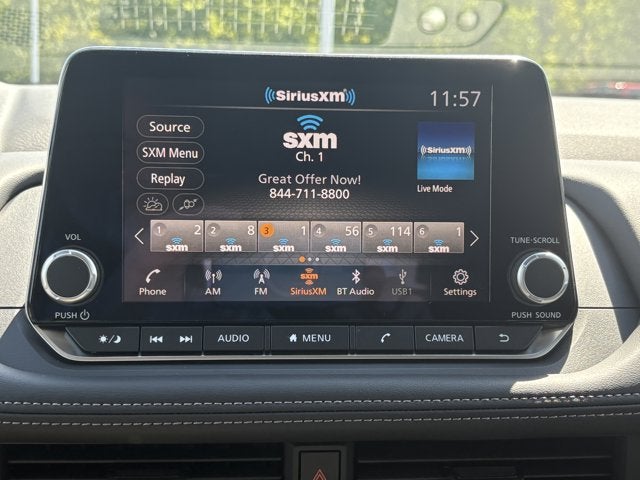 SiriusXM
11:57
Source
sxm
((SiriusXM))
SXM Menu
Ch. 1
Replay
Great Offer Now!
844-711-8800
Live Mode
1 2 sxm
2 8 sxm
3 1 sxm
4 56 sxm
5 114 sxm
6 1 sxm
VOL
TUNE·SCROLL
Phone
AM
FM
SiriusXM
BT Audio
USB1
Settings
PUSH
PUSH SOUND
AUDIO
MENU
CAMERA